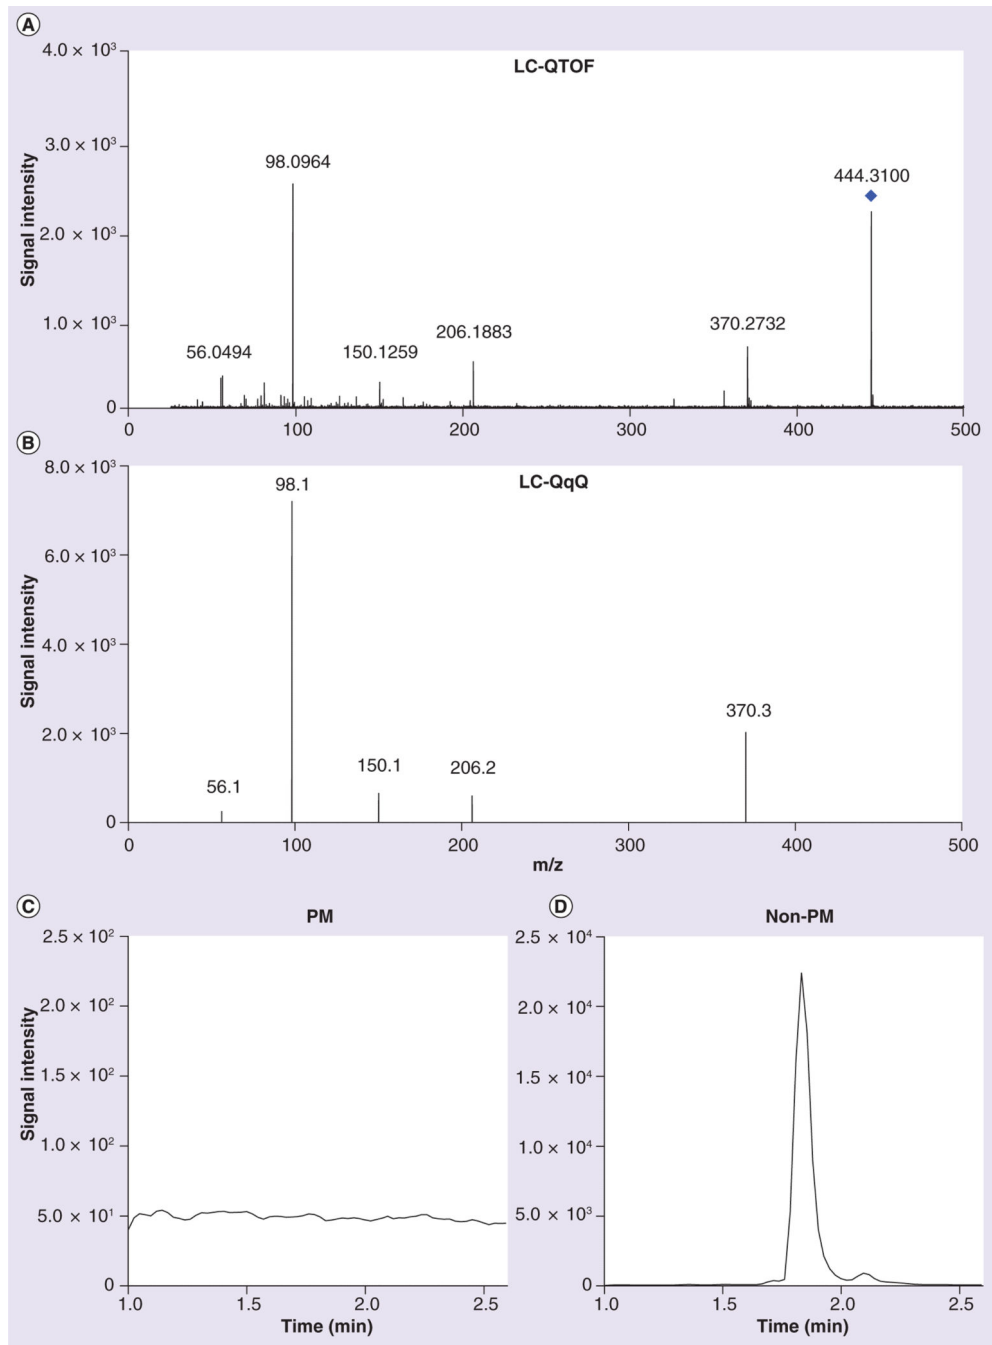 A
LC-QTOF
Signal intensity
4.0 × 10³
3.0 × 10³
2.0 × 10³
1.0 × 10³
0
98.0964
444.3100
56.0494
150.1259
206.1883
370.2732
0 100 200 300 400 500
B
LC-QqQ
Signal intensity
8.0 × 10³
6.0 × 10³
4.0 × 10³
2.0 × 10³
0
98.1
56.1
150.1
206.2
370.3
0 100 200 300 400 500
m/z
C
PM
Signal intensity
2.5 × 10²
2.0 × 10²
1.5 × 10²
1.0 × 10²
5.0 × 10¹
0
1.0 1.5 2.0 2.5
Time (min)
D
Non-PM
2.5 × 10⁴
2.0 × 10⁴
1.5 × 10⁴
1.0 × 10⁴
5.0 × 10³
0
1.0 1.5 2.0 2.5
Time (min)